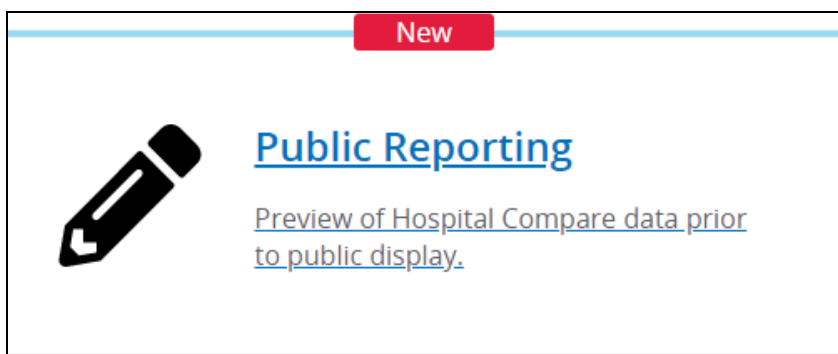 New
Public Reporting
Preview of Hospital Compare data prior
to public display.